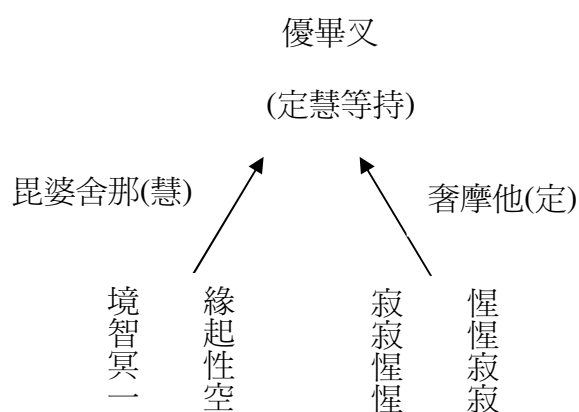 優畢叉
(定慧等持)
毘婆舍那(慧)
奢摩他(定)
惺惺寂寂
寂寂惺惺
緣起性空
境智冥一